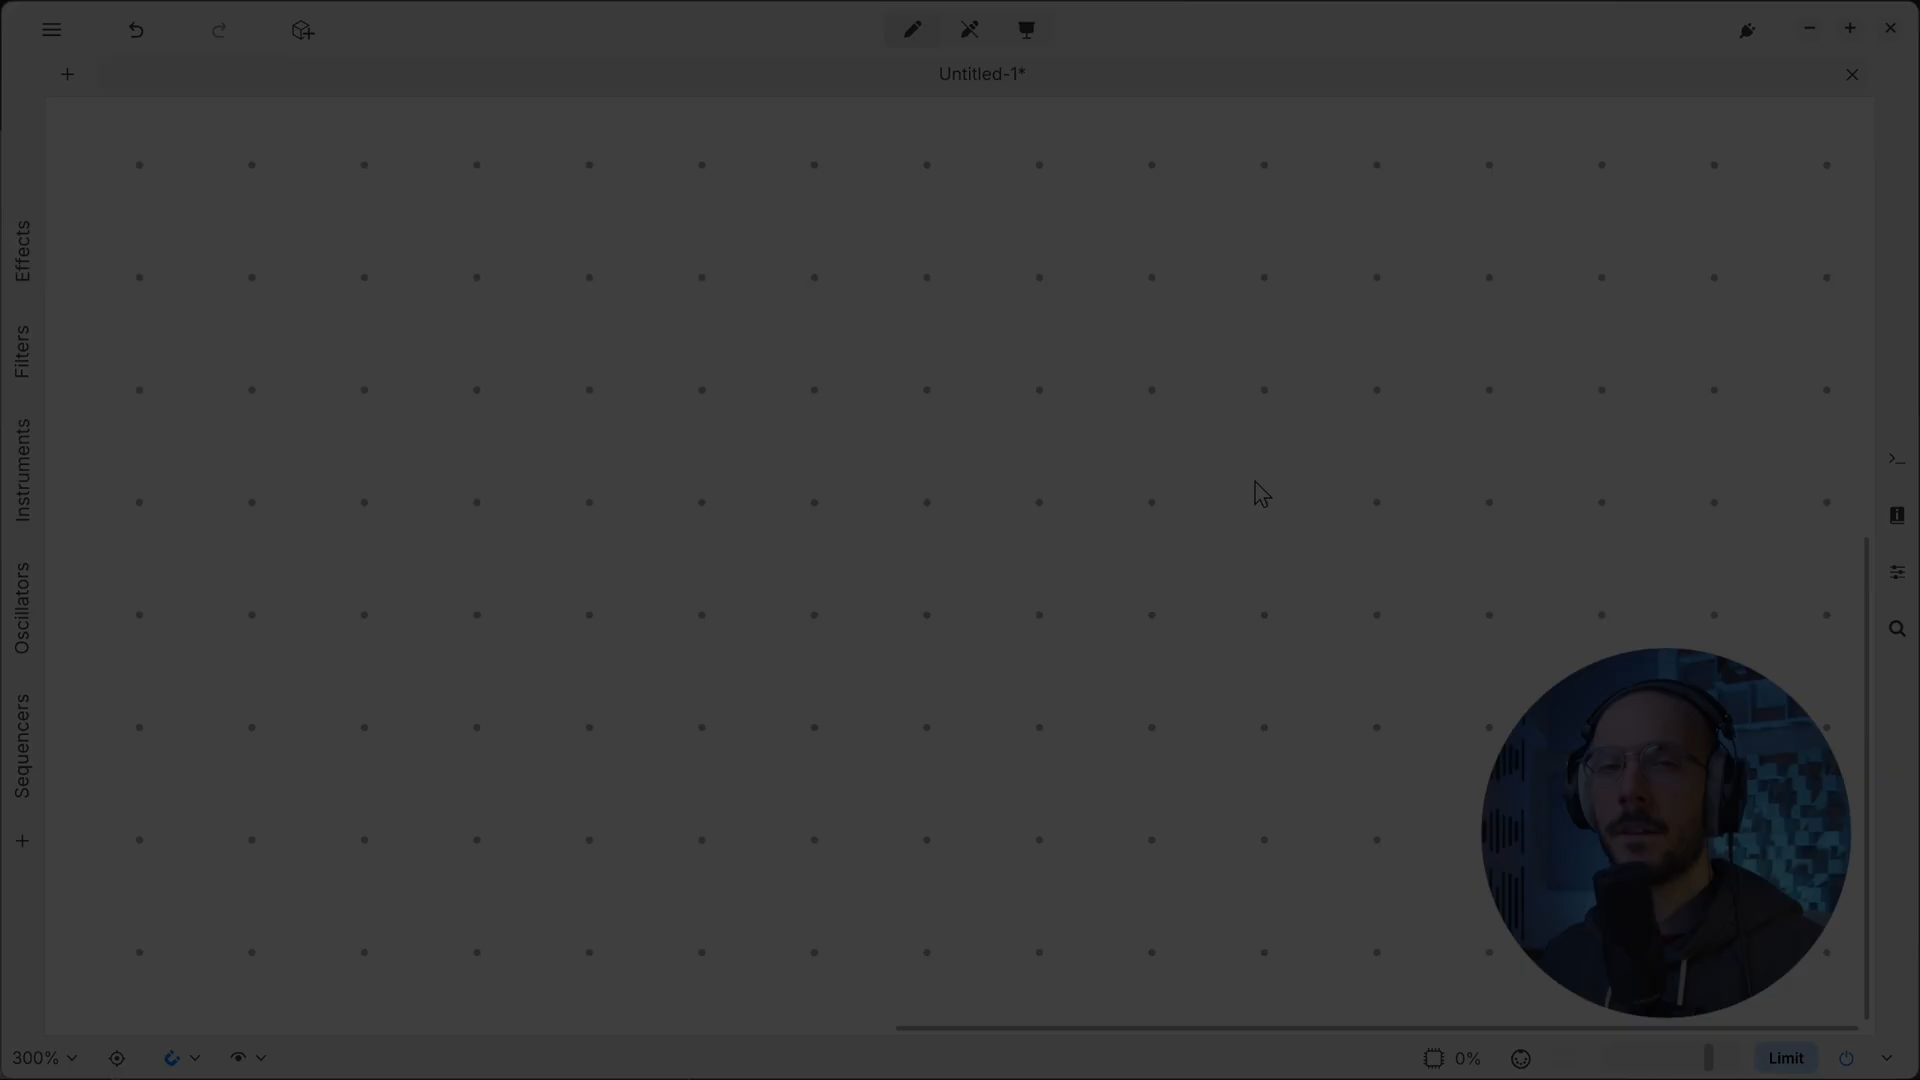 Untitled-1*
Effects
Filters
Instruments
Oscillators
Sequencers
300%
0%
Limit